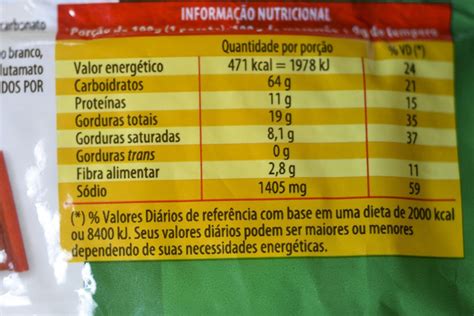 INFORMAÇÃO NUTRICIONAL
Porção de
Quantidade por porção % VD (*)
Valor energético 471 kcal = 1978 kJ 24
Carboidratos 64 g 21
Proteínas 11 g 15
Gorduras totais 19 g 35
Gorduras saturadas 8,1 g 37
Gorduras trans 0 g
Fibra alimentar 2,8 g 11
Sódio 1405 mg 59
(*) % Valores Diários de referência com base em uma dieta de 2000 kcal
ou 8400 kJ. Seus valores diários podem ser maiores ou menores
dependendo de suas necessidades energéticas.
carbonato
o branco,
lutamato
IDOS POR